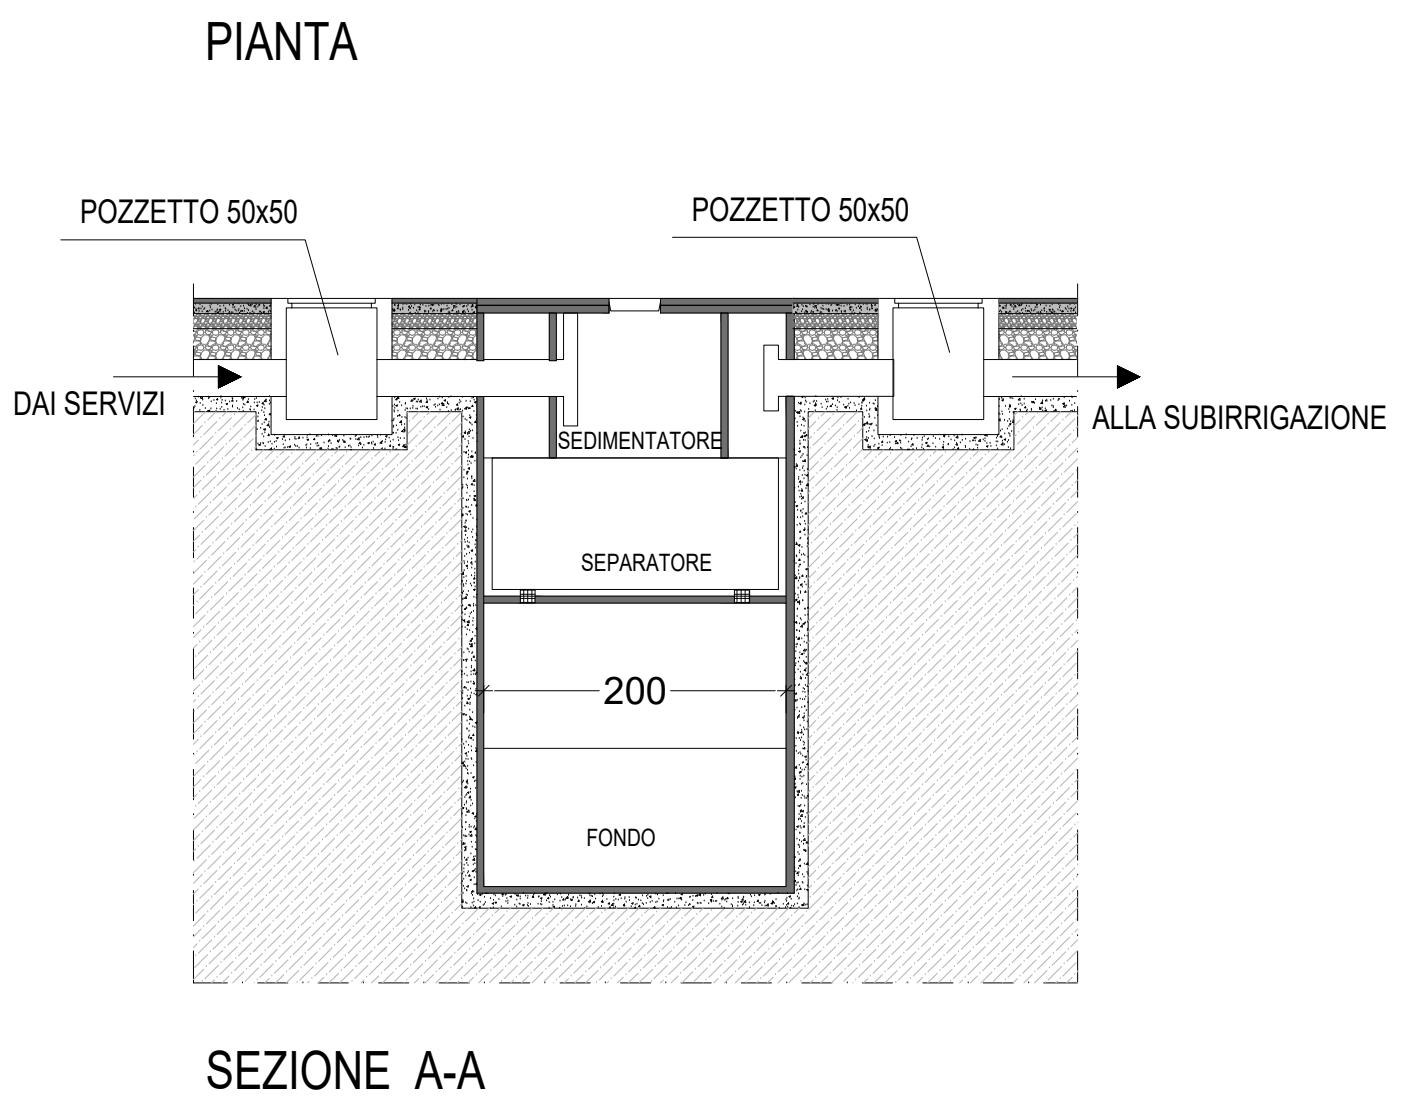 PIANTA
POZZETTO 50x50
POZZETTO 50x50
DAI SERVIZI
ALLA SUBIRRIGAZIONE
SEDIMENTATORE
SEPARATORE
200
FONDO
SEZIONE A-A